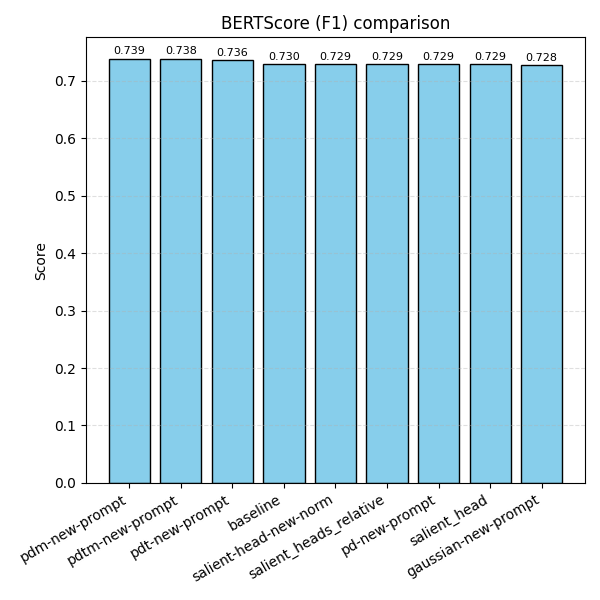 BERTScore (F1) comparison
0.739
0.738
0.736
0.730
0.729
0.729
0.729
0.729
0.728
Score
0.7
0.6
0.5
0.4
0.3
0.2
0.1
0.0
pdm-new-prompt
pdtm-new-prompt
pdt-new-prompt
baseline
salient-head-new-norm
salient_heads_relative
pd-new-prompt
salient_head
gaussian-new-prompt